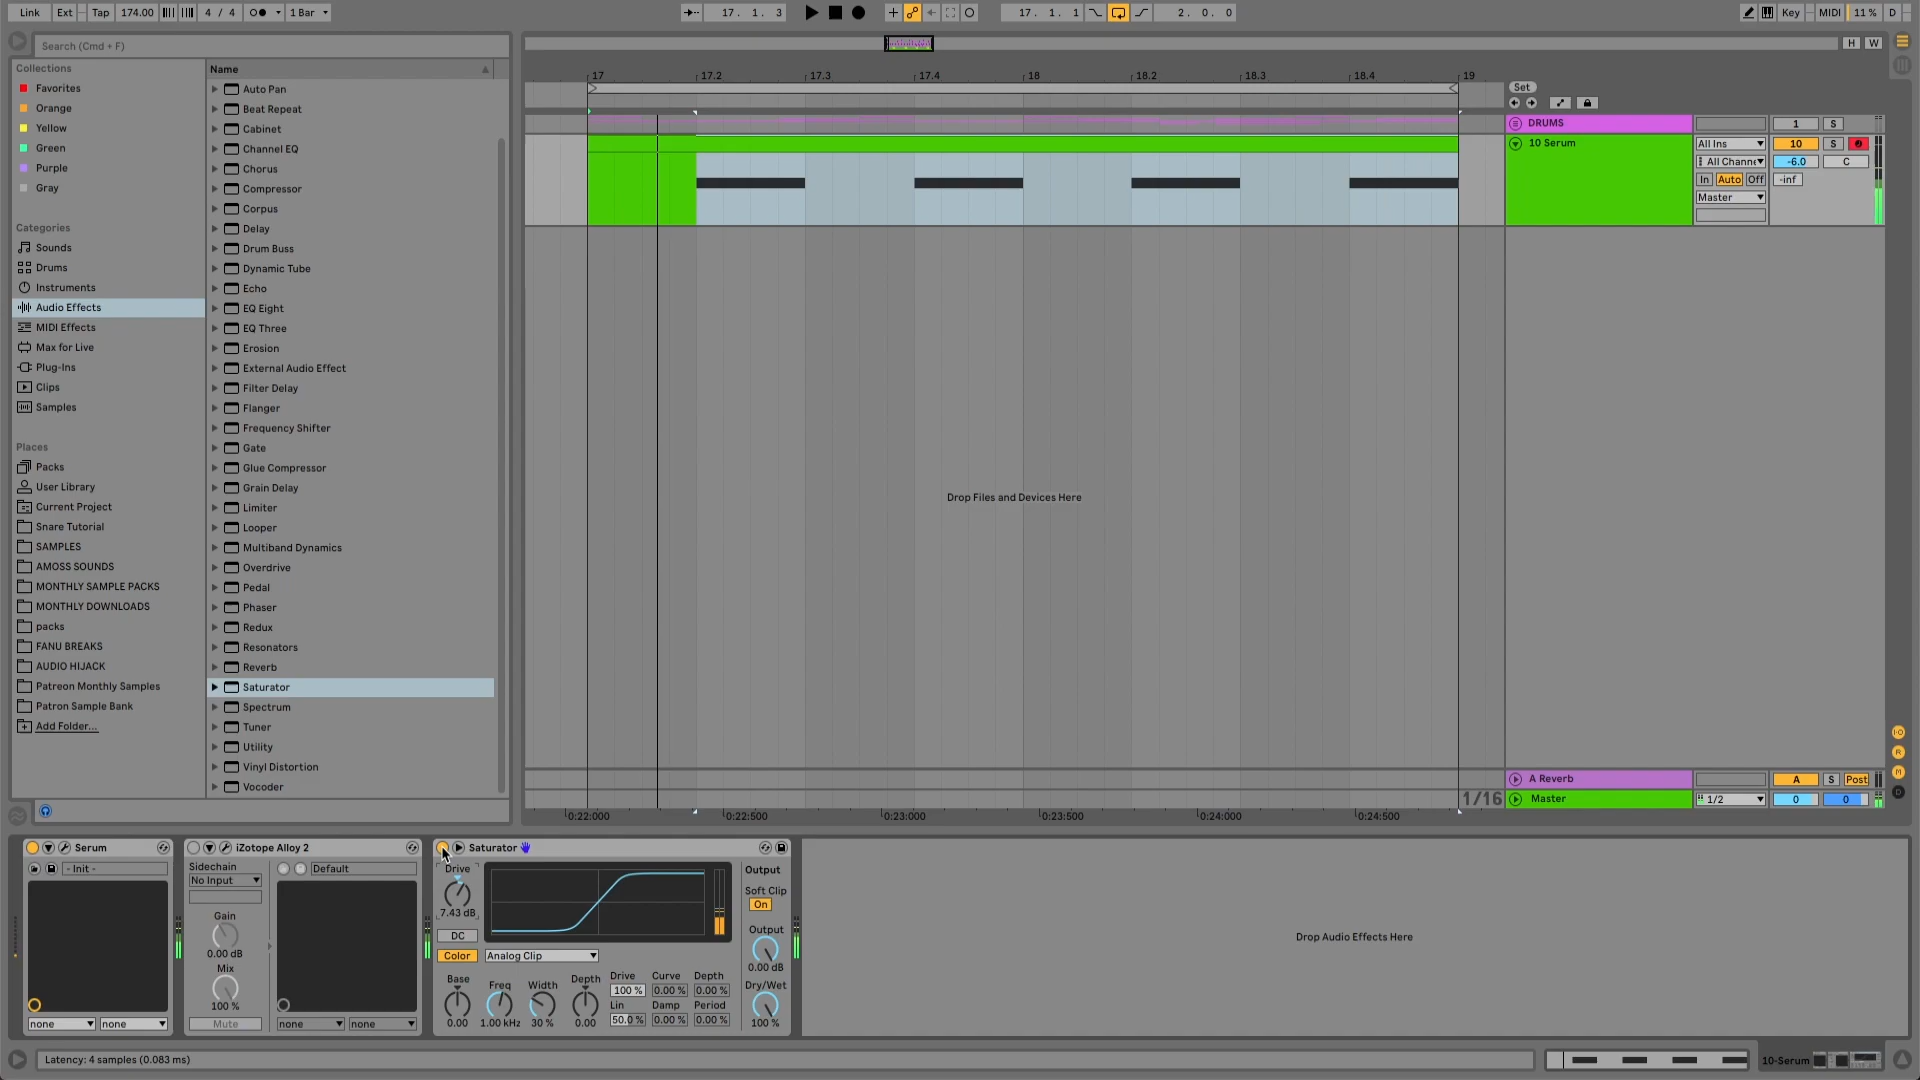 Link Ext Tap 174.00 4 / 4 1 Bar 17. 1. 3 17. 1. 1 2. 0. 0 Key MIDI 11 % D
Search (Cmd + F)
H W
Collections
Favorites
Orange
Yellow
Green
Purple
Gray
Categories
Sounds
Drums
Instruments
Audio Effects
MIDI Effects
Max for Live
Plug-Ins
Clips
Samples
Places
Packs
User Library
Current Project
Snare Tutorial
SAMPLES
AMOSS SOUNDS
MONTHLY SAMPLE PACKS
MONTHLY DOWNLOADS
packs
FANU BREAKS
AUDIO HIJACK
Patreon Monthly Samples
Patron Sample Bank
Add Folder...
Name
Auto Pan
Beat Repeat
Cabinet
Channel EQ
Chorus
Compressor
Corpus
Delay
Drum Buss
Dynamic Tube
Echo
EQ Eight
EQ Three
Erosion
External Audio Effect
Filter Delay
Flanger
Frequency Shifter
Gate
Glue Compressor
Grain Delay
Limiter
Looper
Multiband Dynamics
Overdrive
Pedal
Phaser
Redux
Resonators
Reverb
Saturator
Spectrum
Tuner
Utility
Vinyl Distortion
Vocoder
17 17.2 17.3 17.4 18 18.2 18.3 18.4 19
Set
DRUMS 1 S
10 Serum All Ins 10 S
All Channe -6.0 C
In Auto Off -inf
Master
Drop Files and Devices Here
A Reverb A S Post
1/16 Master 1/2 0 0
0:22:000 0:22:500 0:23:000 0:23:500 0:24:000 0:24:500
I·O
R
M
D
Serum
- Init -
none none
iZotope Alloy 2
Sidechain
No Input
Default
Gain
0.00 dB
Mix
100 %
Mute
none none
Saturator
Drive
7.43 dB
DC
Color Analog Clip
Base Freq Width Depth
0.00 1.00 kHz 30 % 0.00
Drive Curve Depth
100 % 0.00 % 0.00 %
Lin Damp Period
50.0 % 0.00 % 0.00 %
Output
Soft Clip
On
Output
0.00 dB
Dry/Wet
100 %
Drop Audio Effects Here
Latency: 4 samples (0.083 ms)
10-Serum